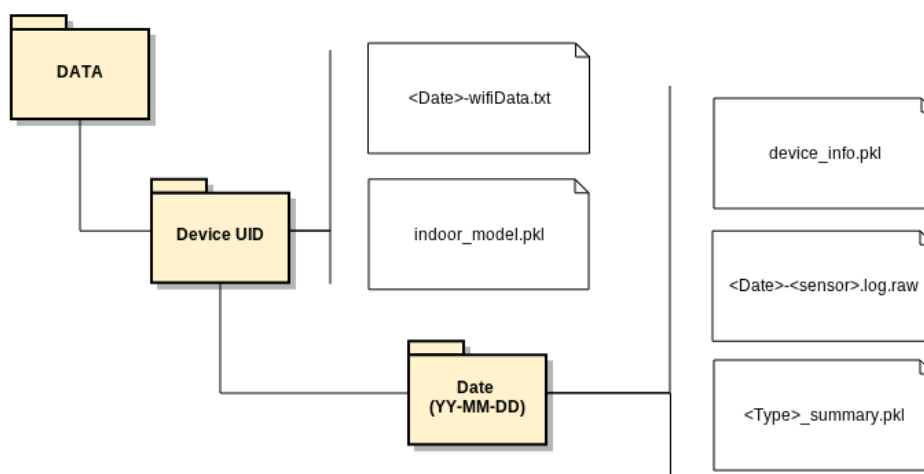 DATA
<Date>-wifiData.txt
device_info.pkl
Device UID
indoor_model.pkl
<Date>-<sensor>.log.raw
Date
(YY-MM-DD)
<Type>_summary.pkl